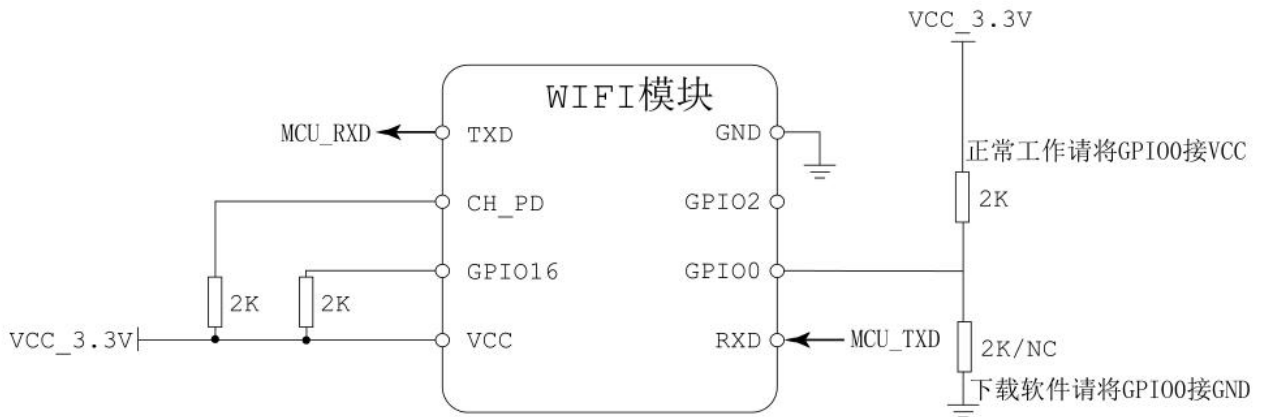 VCC_3.3V
WIFI模块
MCU_RXD
TXD
GND
正常工作请将GPIO0接VCC
CH_PD
GPIO2
2K
GPIO16
GPIO0
2K
2K
VCC_3.3V
VCC
RXD
MCU_TXD
2K/NC
下载软件请将GPIO0接GND